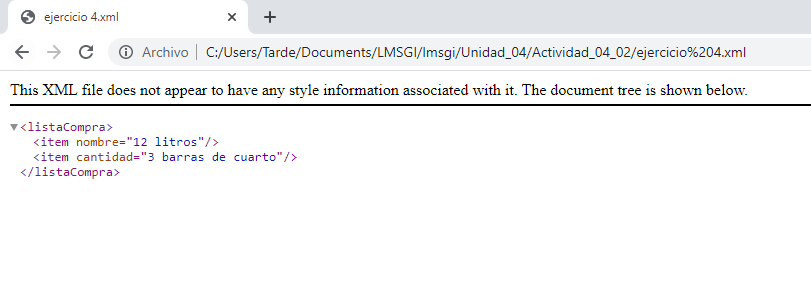 ejercicio 4.xml
Archivo | C:/Users/Tarde/Documents/LMSGI/lmsgi/Unidad_04/Actividad_04_02/ejercicio%204.xml
This XML file does not appear to have any style information associated with it. The document tree is shown below.
<listaCompra>
<item nombre="12 litros"/>
<item cantidad="3 barras de cuarto"/>
</listaCompra>